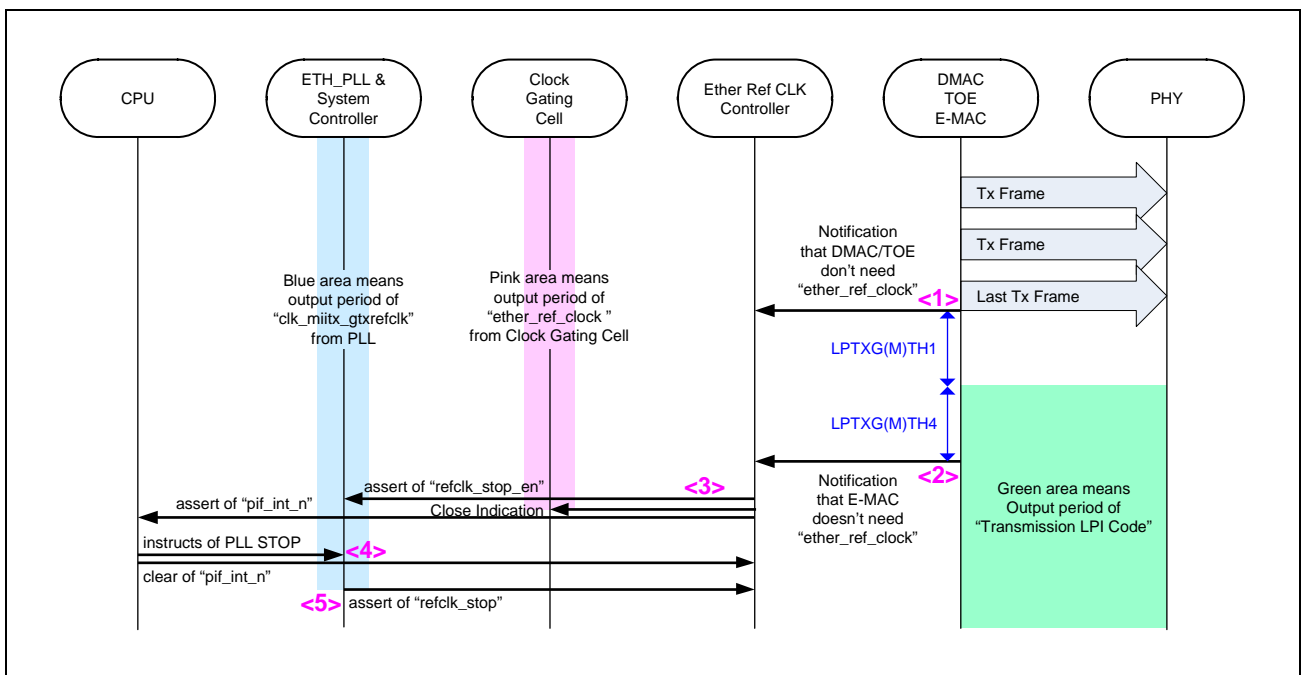 CPU
ETH_PLL &
System
Controller
Clock
Gating
Cell
Ether Ref CLK
Controller
DMAC
TOE
E-MAC
PHY
Tx Frame
Tx Frame
Last Tx Frame
Notification
that DMAC/TOE
don't need
"ether_ref_clock"
<1>
Blue area means
output period of
"clk_miitx_gtxrefclk"
from PLL
Pink area means
output period of
"ether_ref_clock "
from Clock Gating Cell
LPTXG(M)TH1
LPTXG(M)TH4
<2>
Notification
that E-MAC
doesn't need
"ether_ref_clock"
Green area means
Output period of
"Transmission LPI Code"
assert of "refclk_stop_en"
<3>
Close Indication
assert of "pif_int_n"
instructs of PLL STOP
<4>
clear of "pif_int_n"
<5>
assert of "refclk_stop"